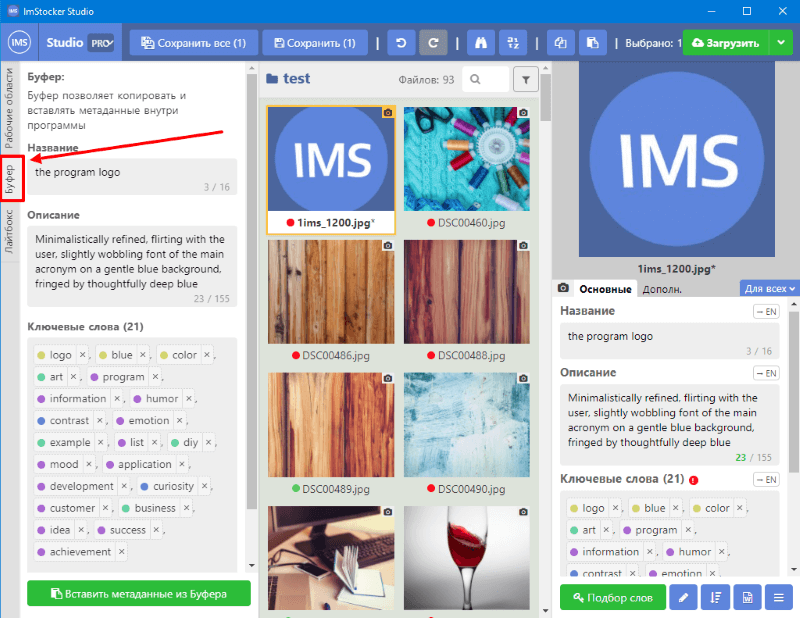 ImStocker Studio
IMS
Studio PRO
Сохранить все (1)
Сохранить (1)
Выбрано: 1
Загрузить
Рабочие области
Буфер
Лайтбокс
Буфер:
Буфер позволяет копировать и
вставлять метаданные внутри
программы
Название
the program logo
3 / 16
Описание
Minimalistically refined, flirting with the
user, slightly wobbling font of the main
acronym on a gentle blue background,
fringed by thoughtfully deep blue
23 / 155
Ключевые слова (21)
logo ×, blue ×, color ×,
art ×, program ×,
information ×, humor ×,
contrast ×, emotion ×,
example ×, list ×, diy ×,
mood ×, application ×,
development ×, curiosity ×,
customer ×, business ×,
idea ×, success ×,
achievement ×
Вставить метаданные из Буфера
test
Файлов: 93
IMS
1ims_1200.jpg*
DSC00460.jpg
DSC00486.jpg
DSC00488.jpg
DSC00489.jpg
DSC00490.jpg
IMS
1ims_1200.jpg*
Основные
Дополн.
Для всех
Название
→ EN
the program logo
3 / 16
Описание
→ EN
Minimalistically refined, flirting with the
user, slightly wobbling font of the main
acronym on a gentle blue background,
fringed by thoughtfully deep blue
23 / 155
Ключевые слова (21)
→ EN
logo ×, blue ×, color ×,
art ×, program ×,
information ×, humor ×,
contrast ×, emotion ×,
Подбор слов